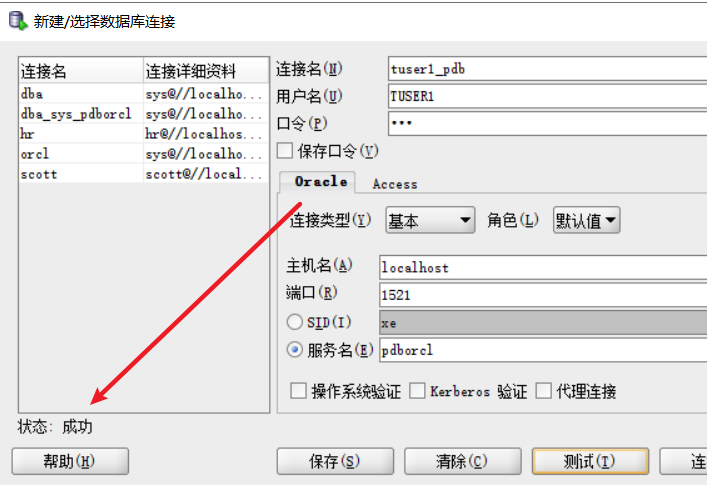 新建/选择数据库连接
连接名 连接详细资料
dba sys@//localho...
dba_sys_pdborcl sys@//localho...
hr hr@//localhos...
orcl sys@//localho...
scott scott@//local...
连接名(N) tuser1_pdb
用户名(U) TUSER1
口令(P) •••
保存口令(V)
Oracle Access
连接类型(Y) 基本 角色(L) 默认值
主机名(A) localhost
端口(R) 1521
SID(I) xe
服务名(E) pdborcl
操作系统验证 Kerberos 验证 代理连接
状态: 成功
帮助(H) 保存(S) 清除(C) 测试(T) 连